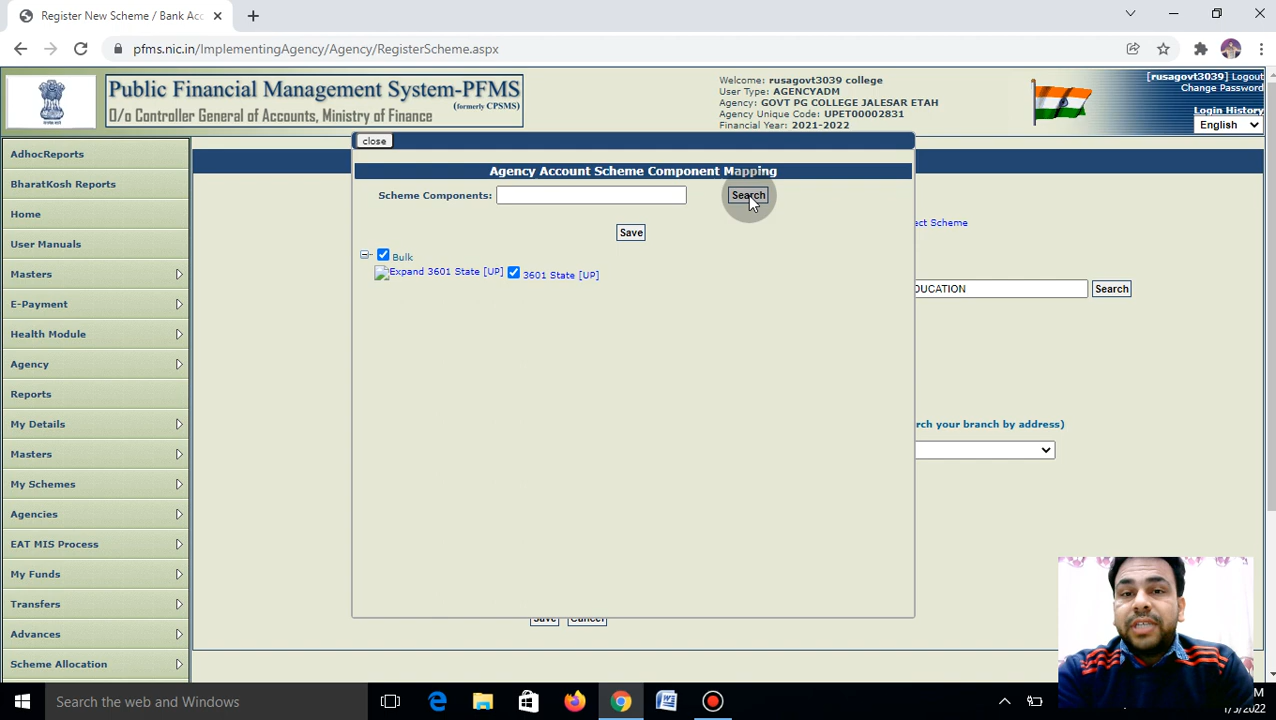 Register New Scheme / Bank Acc
pfms.nic.in/ImplementingAgency/Agency/RegisterScheme.aspx
Public Financial Management System-PFMS
(formerly CPSMS)
O/o Controller General of Accounts, Ministry of Finance
Welcome: rusagovt3039 college
User Type: AGENCYADM
Agency: GOVT PG COLLEGE JALESAR ETAH
Agency Unique Code: UPET00002831
Financial Year: 2021-2022
[rusagovt3039] Logout
Change Password
Login History
English
AdhocReports
BharatKosh Reports
Home
User Manuals
Masters
E-Payment
Health Module
Agency
Reports
My Details
Masters
My Schemes
Agencies
EAT MIS Process
My Funds
Transfers
Advances
Scheme Allocation
close
Agency Account Scheme Component Mapping
Scheme Components:
Search
Save
Bulk
Expand 3601 State [UP] 3601 State [UP]
ect Scheme
DUCATION
Search
rch your branch by address)
Save Cancel
Search the web and Windows